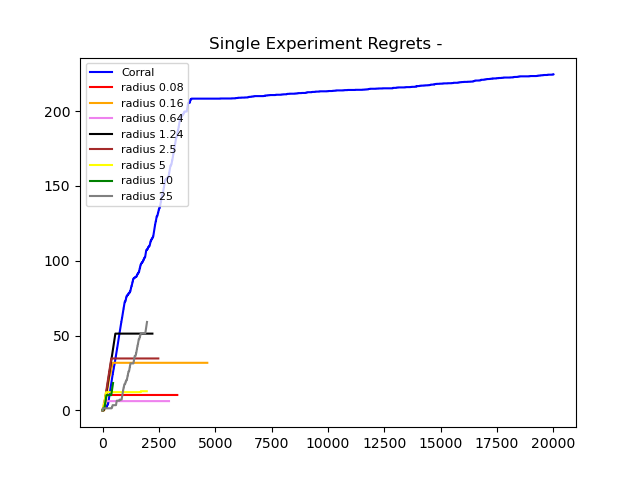 Single Experiment Regrets -
Corral
radius 0.08
radius 0.16
radius 0.64
radius 1.24
radius 2.5
radius 5
radius 10
radius 25
200
150
100
50
0
0 2500 5000 7500 10000 12500 15000 17500 20000